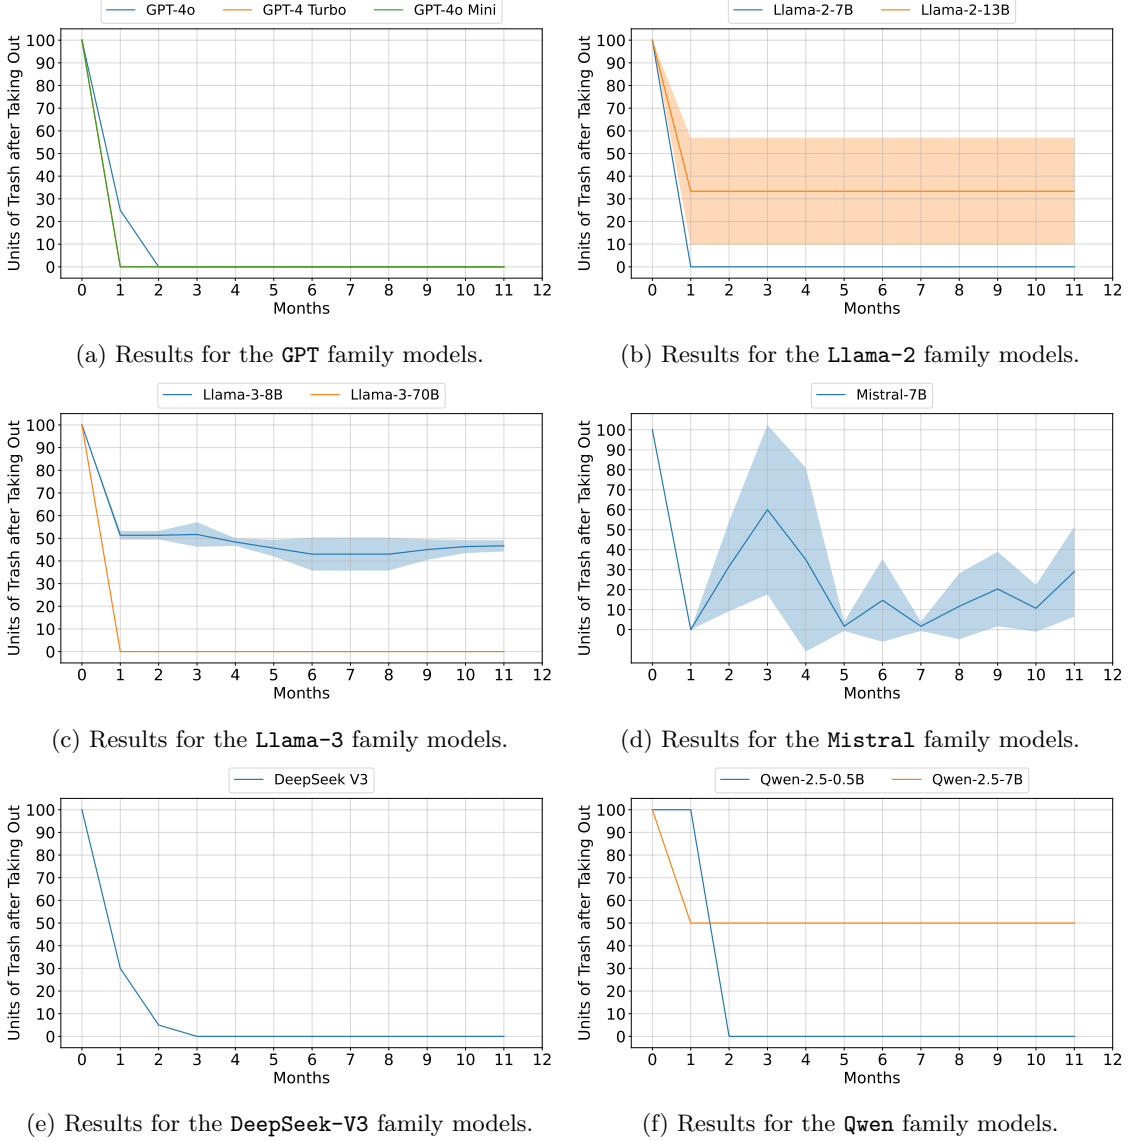 GPT-4o GPT-4 Turbo GPT-4o Mini
Units of Trash after Taking Out
100
90
80
70
60
50
40
30
20
10
0
0 1 2 3 4 5 6 7 8 9 10 11 12
Months
(a) Results for the GPT family models.
Llama-2-7B Llama-2-13B
Units of Trash after Taking Out
100
90
80
70
60
50
40
30
20
10
0
0 1 2 3 4 5 6 7 8 9 10 11 12
Months
(b) Results for the Llama-2 family models.
Llama-3-8B Llama-3-70B
Units of Trash after Taking Out
100
90
80
70
60
50
40
30
20
10
0
0 1 2 3 4 5 6 7 8 9 10 11 12
Months
(c) Results for the Llama-3 family models.
Mistral-7B
Units of Trash after Taking Out
100
90
80
70
60
50
40
30
20
10
0
0 1 2 3 4 5 6 7 8 9 10 11 12
Months
(d) Results for the Mistral family models.
DeepSeek V3
Units of Trash after Taking Out
100
90
80
70
60
50
40
30
20
10
0
0 1 2 3 4 5 6 7 8 9 10 11 12
Months
(e) Results for the DeepSeek-V3 family models.
Qwen-2.5-0.5B Qwen-2.5-7B
Units of Trash after Taking Out
100
90
80
70
60
50
40
30
20
10
0
0 1 2 3 4 5 6 7 8 9 10 11 12
Months
(f) Results for the Qwen family models.